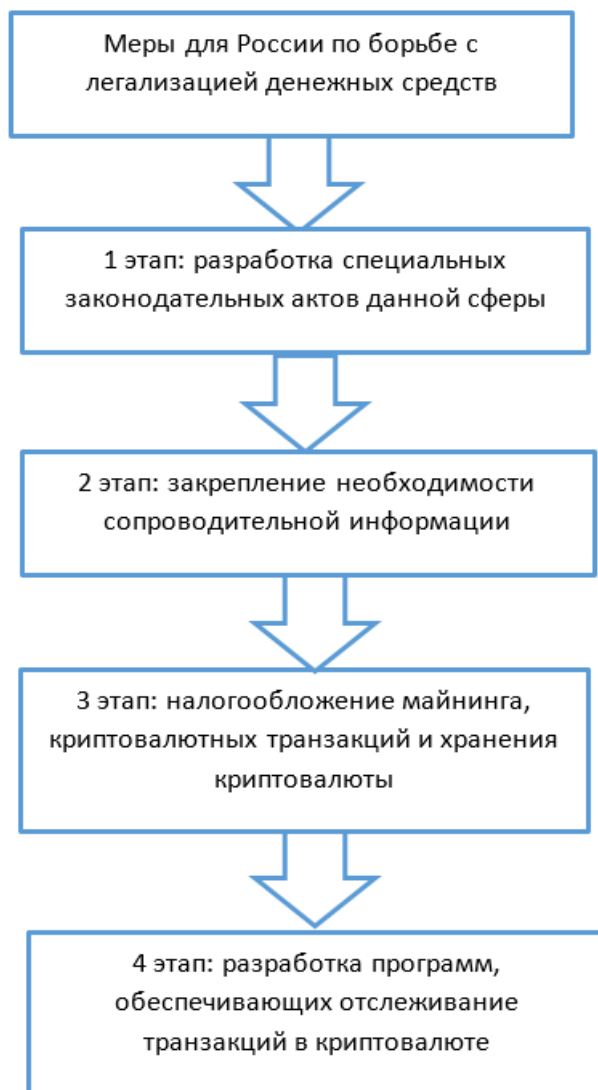 Меры для России по борьбе с
легализацией денежных средств
1 этап: разработка специальных
законодательных актов данной сферы
2 этап: закрепление необходимости
сопроводительной информации
3 этап: налогообложение майнинга,
криптовалютных транзакций и хранения
криптовалюты
4 этап: разработка программ,
обеспечивающих отслеживание
транзакций в криптовалюте